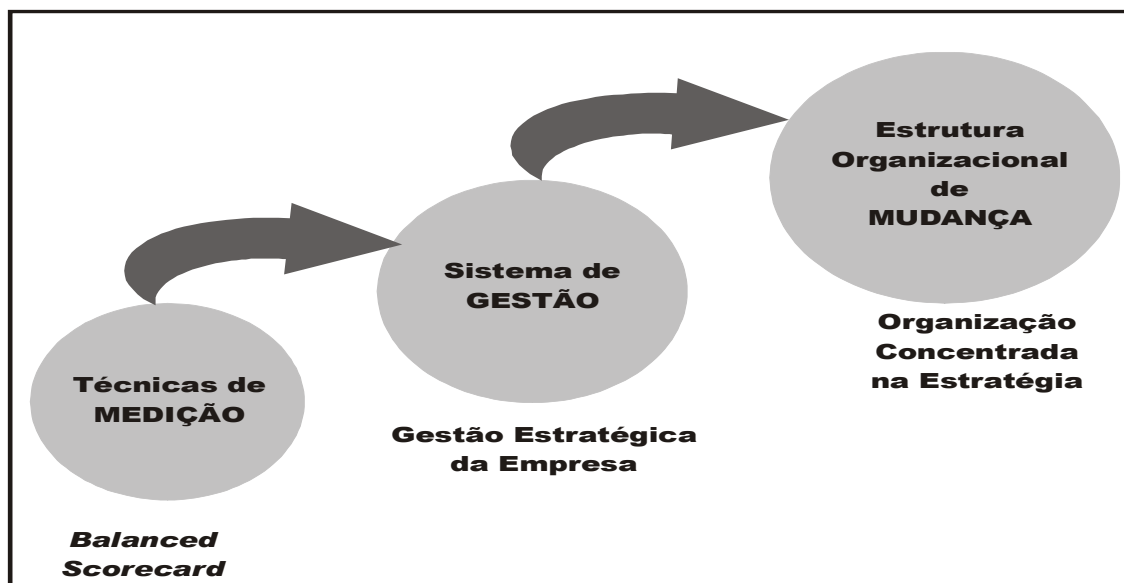 Técnicas de
MEDIÇÃO
Balanced
Scorecard
Sistema de
GESTÃO
Gestão Estratégica
da Empresa
Estrutura
Organizacional
de
MUDANÇA
Organização
Concentrada
na Estratégia